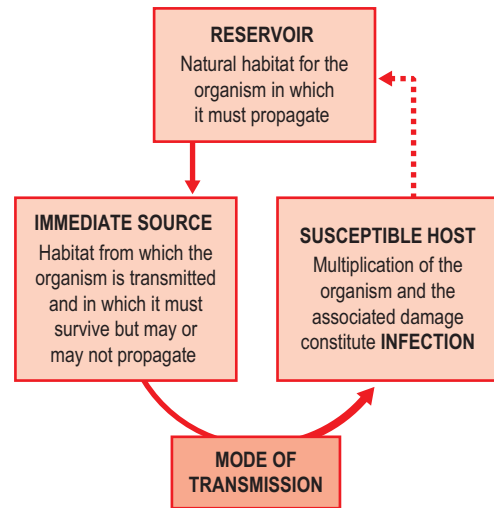 RESERVOIR
Natural habitat for the
organism in which
it must propagate
IMMEDIATE SOURCE
Habitat from which the
organism is transmitted
and in which it must
survive but may or
may not propagate
SUSCEPTIBLE HOST
Multiplication of the
organism and the
associated damage
constitute INFECTION
MODE OF
TRANSMISSION